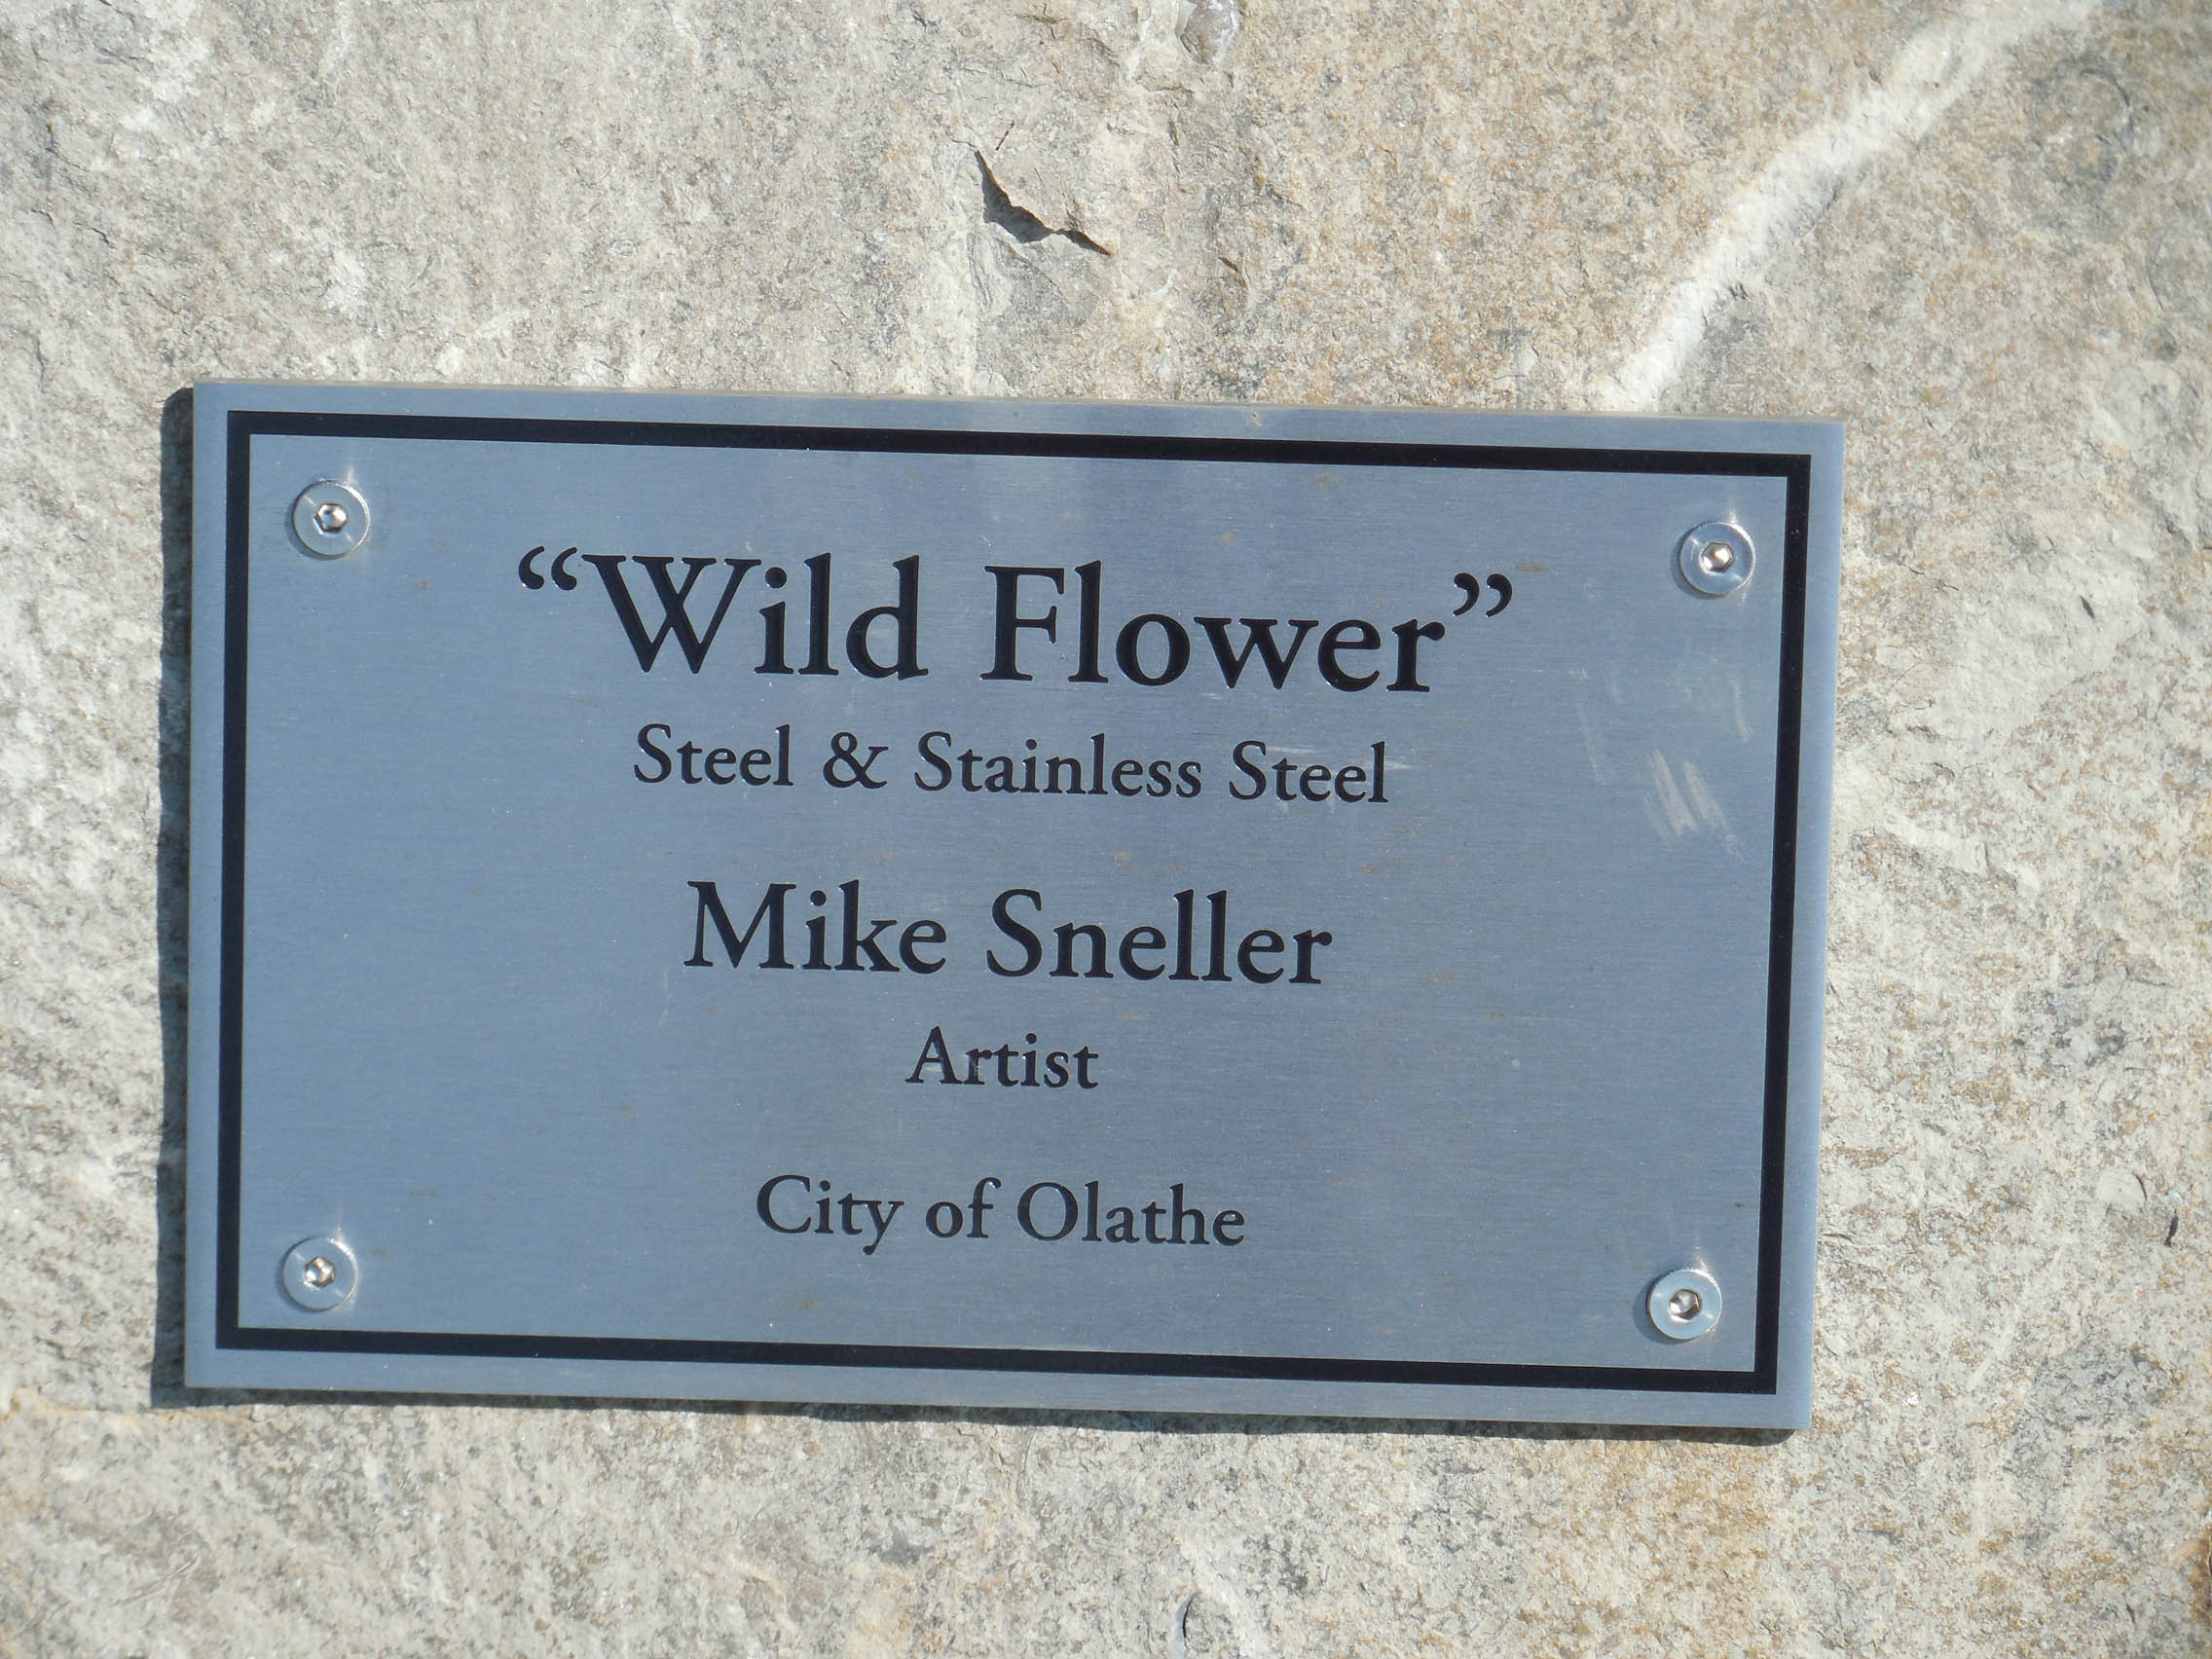 “Wild Flower”
Steel & Stainless Steel
Mike Sneller
Artist
City of Olathe